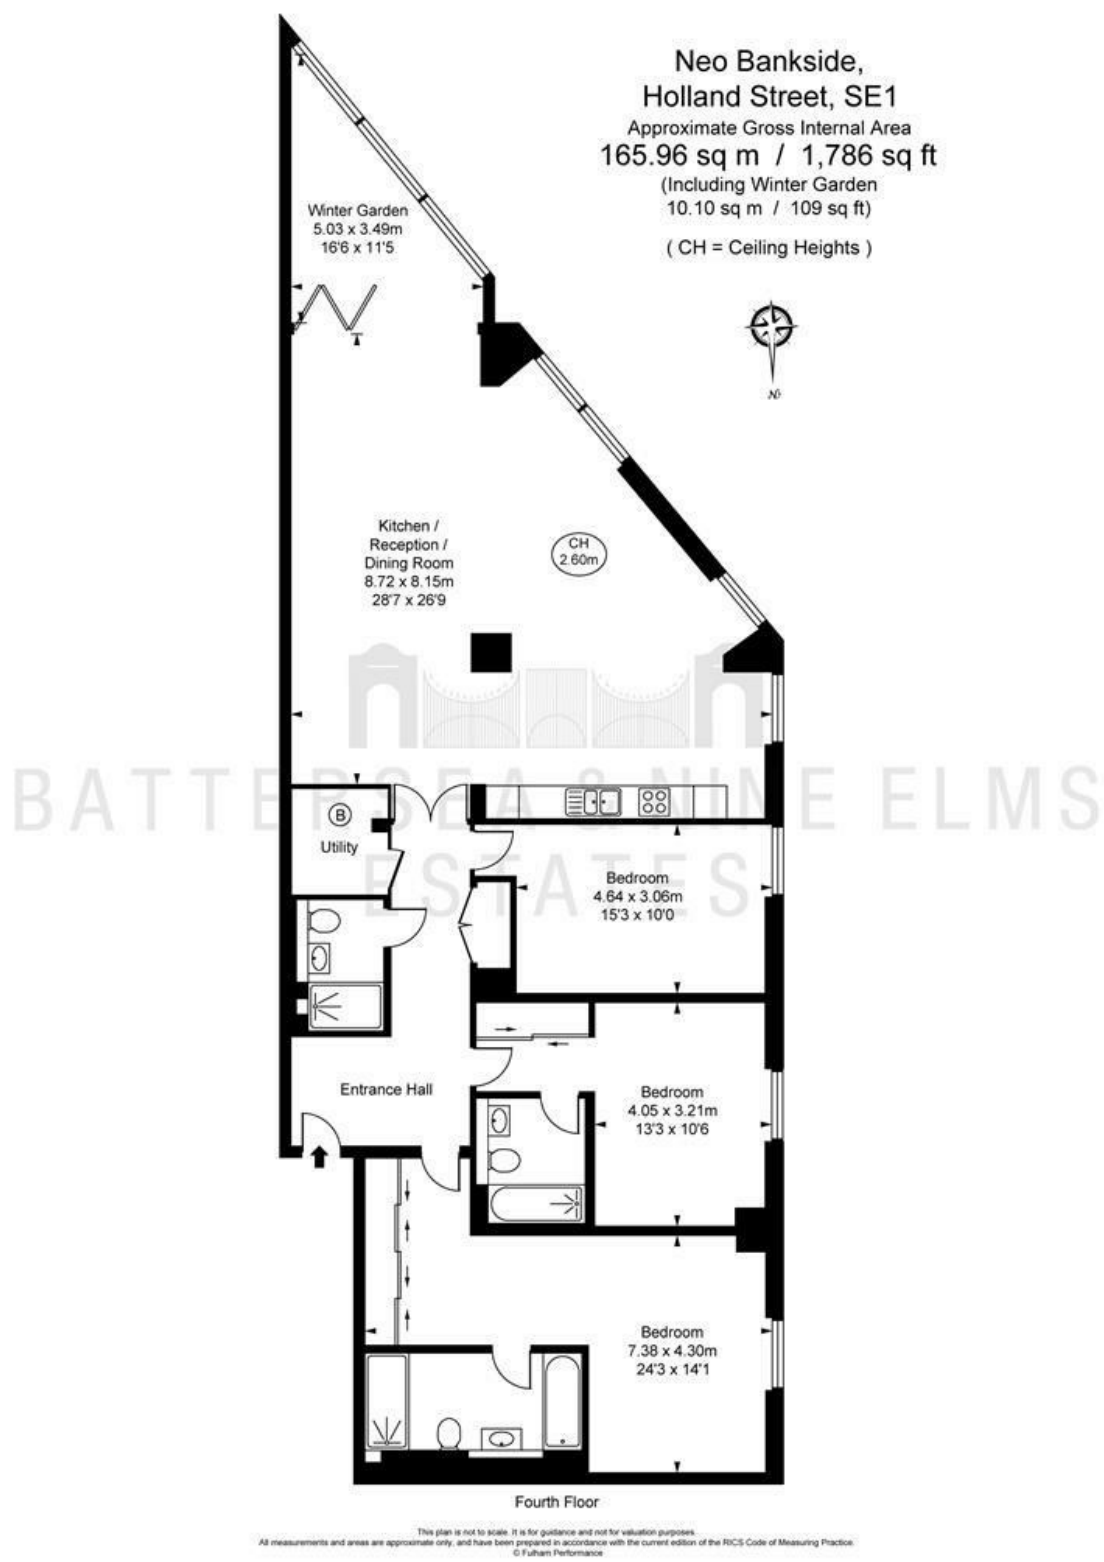 Neo Bankside,
Holland Street, SE1
Approximate Gross Internal Area
165.96 sq m / 1,786 sq ft
(Including Winter Garden
10.10 sq m / 109 sq ft)
( CH = Ceiling Heights )
N
Winter Garden
5.03 x 3.49m
16'6 x 11'5
Kitchen /
Reception /
Dining Room
8.72 x 8.15m
28'7 x 26'9
CH
2.60m
BATTERSEA & NINE ELMS
ESTATES
B
Utility
Bedroom
4.64 x 3.06m
15'3 x 10'0
Entrance Hall
Bedroom
4.05 x 3.21m
13'3 x 10'6
Bedroom
7.38 x 4.30m
24'3 x 14'1
Fourth Floor
This plan is not to scale. It is for guidance and not for valuation purposes.
All measurements and areas are approximate only, and have been prepared in accordance with the current edition of the RICS Code of Measuring Practice.
© Fulham Performance